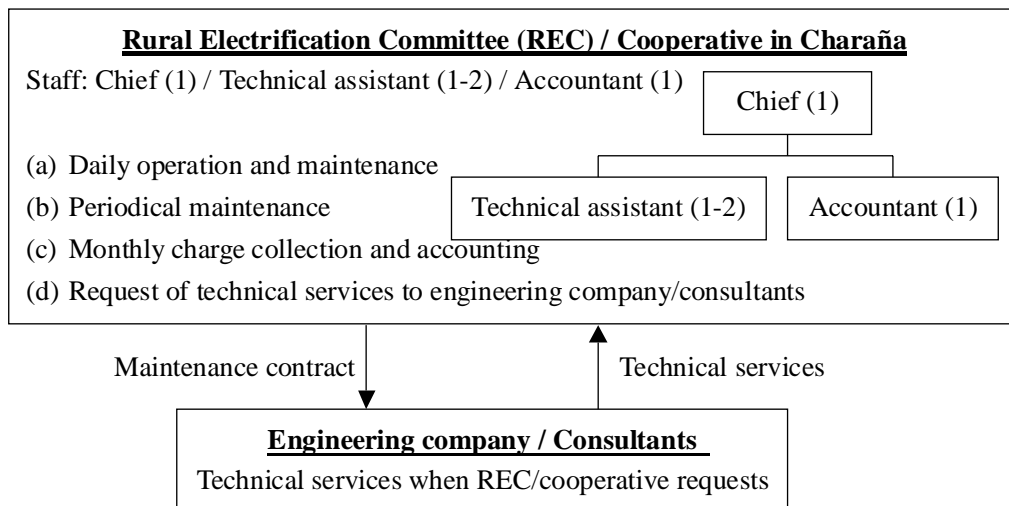 Rural Electrification Committee (REC) / Cooperative in Charaña
Staff: Chief (1) / Technical assistant (1-2) / Accountant (1)
Chief (1)
(a) Daily operation and maintenance
(b) Periodical maintenance
Technical assistant (1-2)
Accountant (1)
(c) Monthly charge collection and accounting
(d) Request of technical services to engineering company/consultants
Maintenance contract
Technical services
Engineering company / Consultants
Technical services when REC/cooperative requests